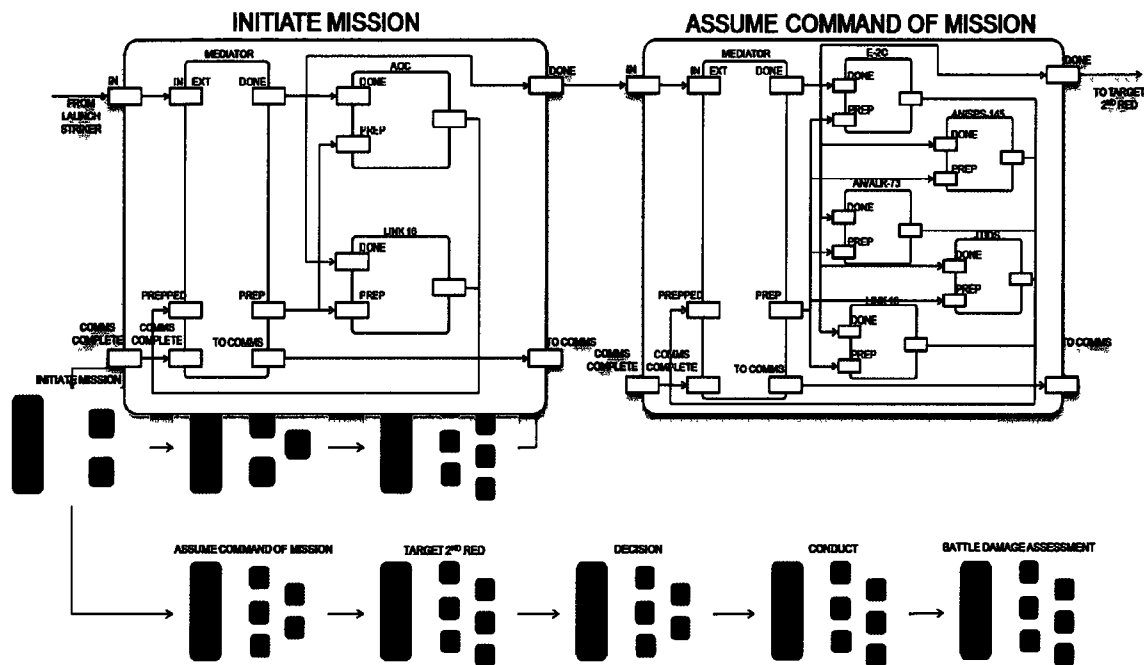 INITIATE MISSION
ASSUME COMMAND OF MISSION
MEDIATOR
AOC
IN
IN EXT
DONE
DONE
DONE
FROM
LAUNCH
STRIKER
PREP
LINK 16
DONE
PREPPED
PREP
PREP
COMMS
COMPLETE
COMMS
COMPLETE
TO COMMS
TO COMMS
INITIATE MISSION
MEDIATOR
E-2C
IN
IN EXT
DONE
DONE
DONE
TO TARGET
2ND RED
PREP
DONE
PREP
AN/ALR-73
DONE
PREP
DONE
PREP
LINK 16
DONE
PREP
PREPPED
PREP
COMMS
COMPLETE
COMMS
COMPLETE
TO COMMS
TO COMMS
ASSUME COMMAND OF MISSION
TARGET 2ND RED
DECISION
CONDUCT
BATTLE DAMAGE ASSESSMENT